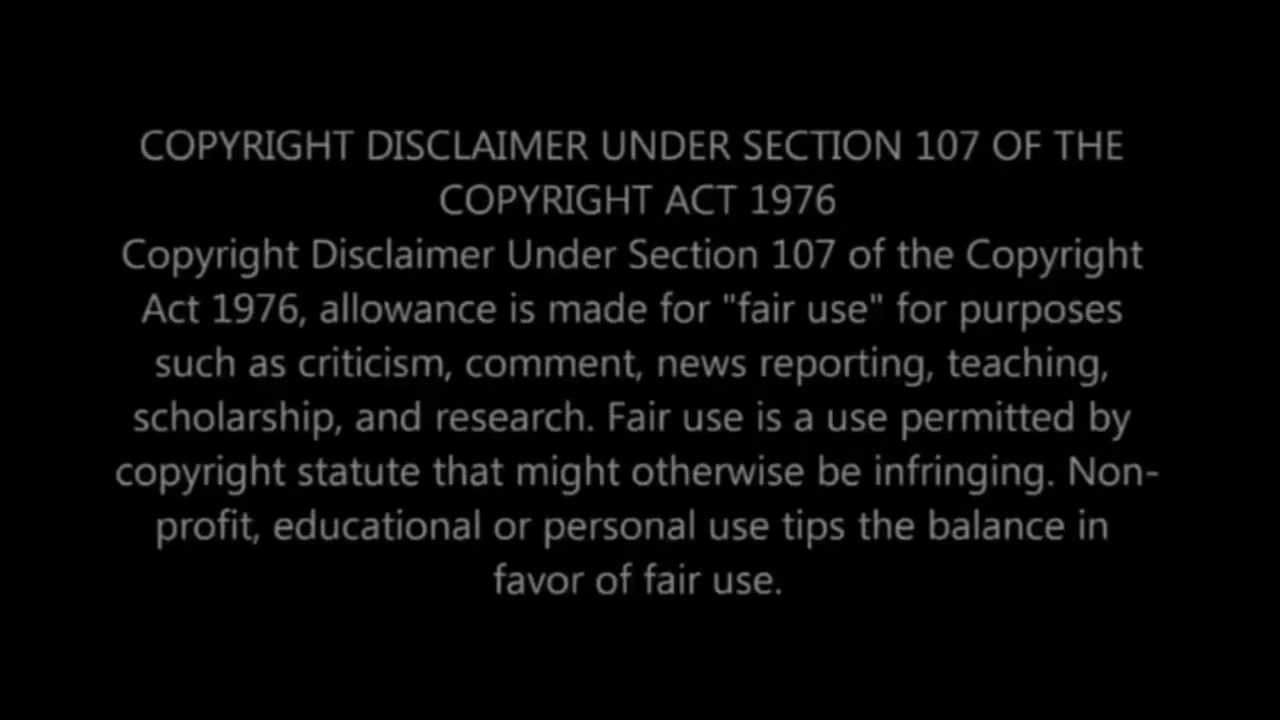 COPYRIGHT DISCLAIMER UNDER SECTION 107 OF THE
COPYRIGHT ACT 1976
Copyright Disclaimer Under Section 107 of the Copyright
Act 1976, allowance is made for "fair use" for purposes
such as criticism, comment, news reporting, teaching,
scholarship, and research. Fair use is a use permitted by
copyright statute that might otherwise be infringing. Non-
profit, educational or personal use tips the balance in
favor of fair use.